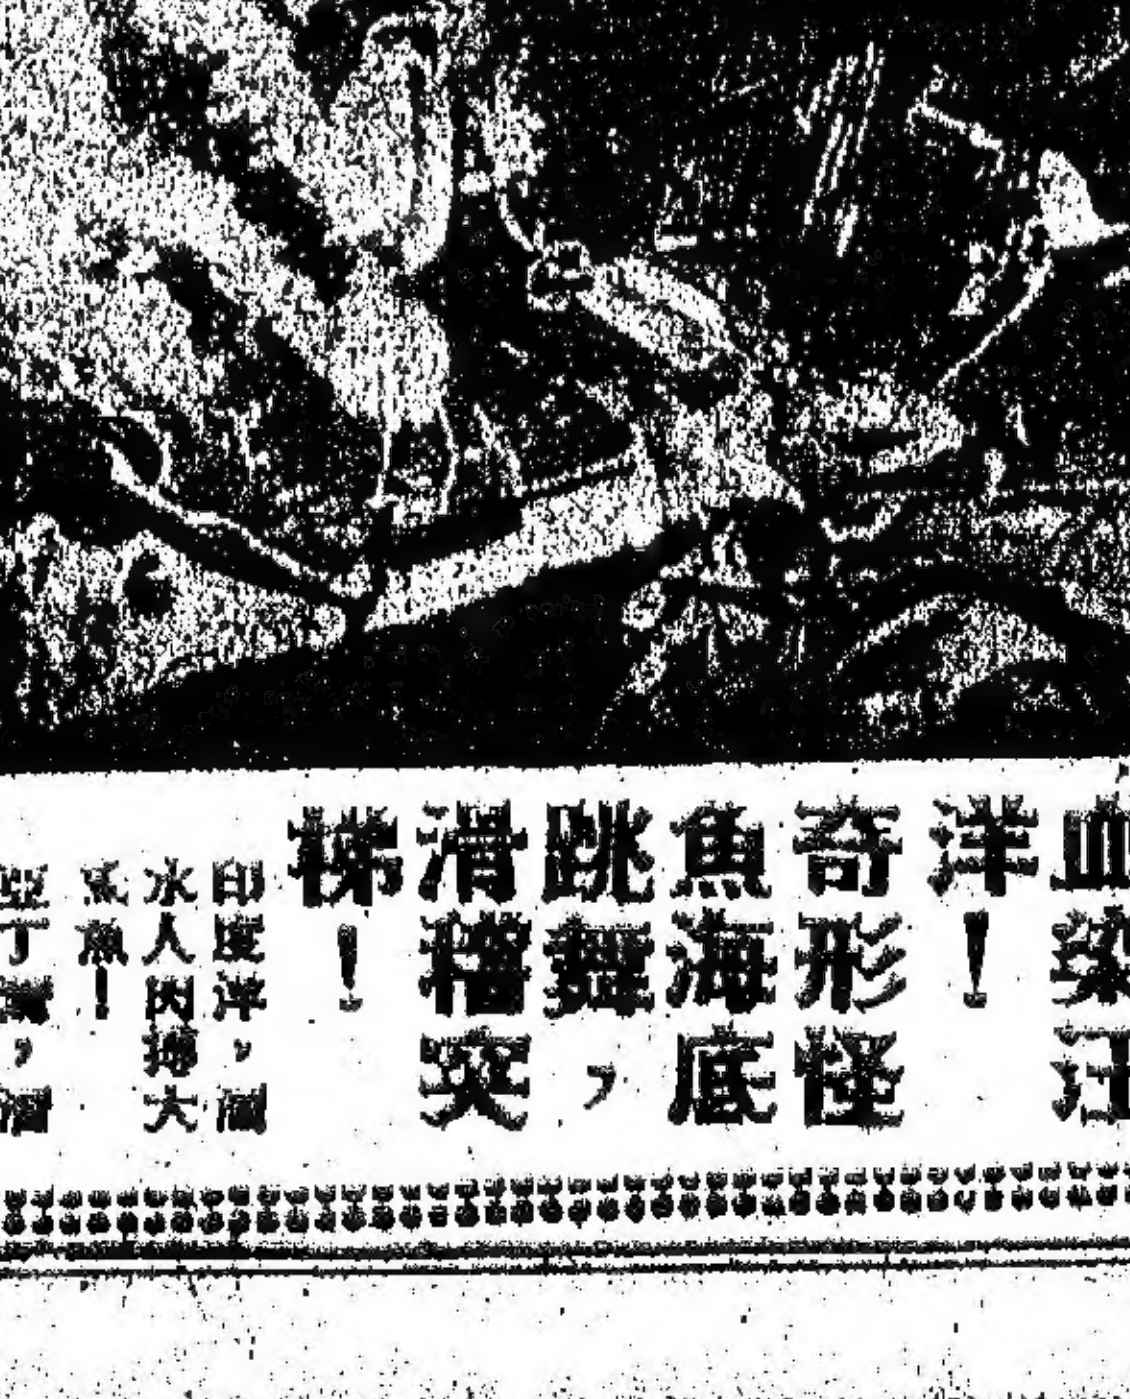 血染汪
洋！
奇形怪
魚海底
跳舞，
滑稽突
梯！
印度洋，
水人肉搏大
鯊魚！
亞丁灣，